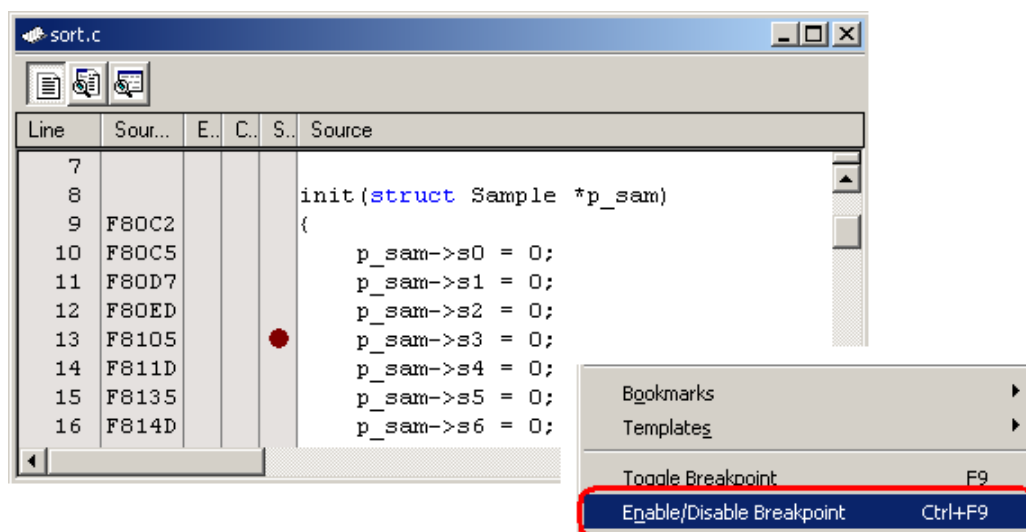 sort.c
Line Sour... E.. C.. S.. Source
7
8 init(struct Sample *p_sam)
9 F80C2 {
10 F80C5 p_sam->s0 = 0;
11 F80D7 p_sam->s1 = 0;
12 F80ED p_sam->s2 = 0;
13 F8105 p_sam->s3 = 0;
14 F811D p_sam->s4 = 0;
15 F8135 p_sam->s5 = 0;
16 F814D p_sam->s6 = 0;
Bookmarks
Templates
Toggle Breakpoint F9
Enable/Disable Breakpoint Ctrl+F9